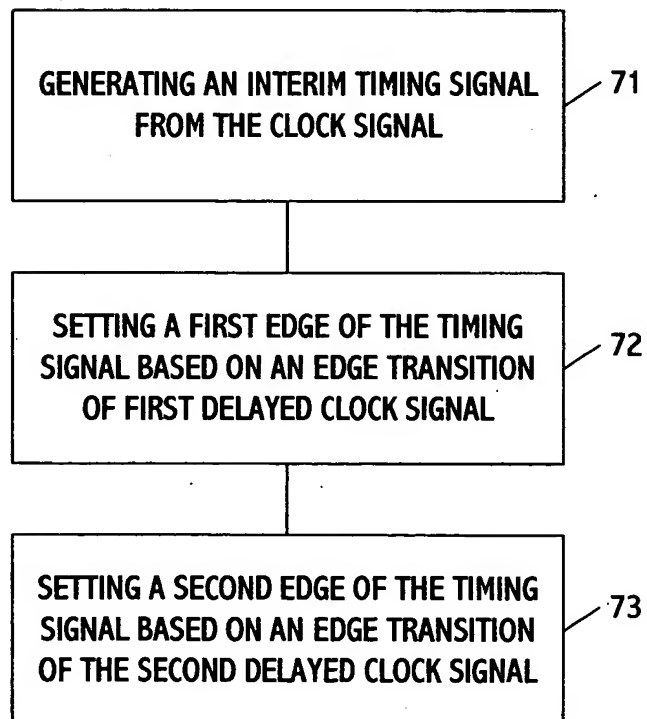 GENERATING AN INTERIM TIMING SIGNAL
FROM THE CLOCK SIGNAL
71
SETTING A FIRST EDGE OF THE TIMING
SIGNAL BASED ON AN EDGE TRANSITION
OF FIRST DELAYED CLOCK SIGNAL
72
SETTING A SECOND EDGE OF THE TIMING
SIGNAL BASED ON AN EDGE TRANSITION
OF THE SECOND DELAYED CLOCK SIGNAL
73